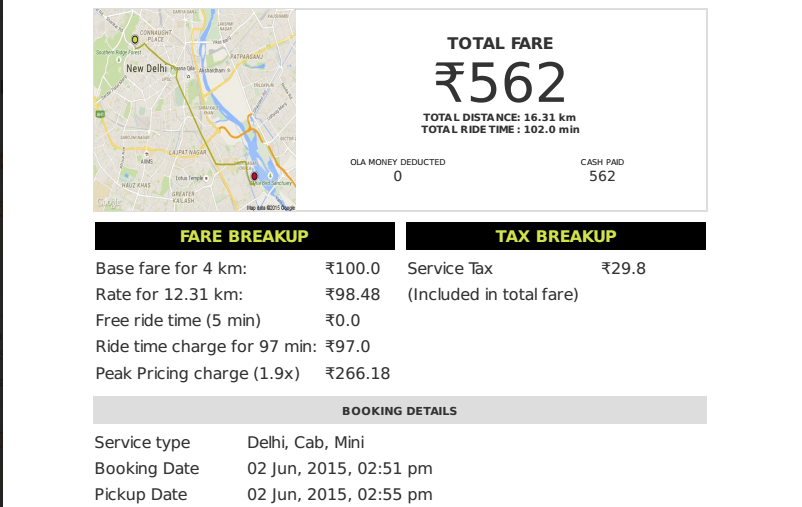 CONNAUGHT
PLACE
Southern Ridge Forest
New Delhi
Purana Qila
Akshardham
PATPARGANJ
LAJPAT NAGAR
AIIMS
Lotus Temple
HAUZ KHAS
GREATER
KAILASH
Google
Map data ©2015 Google
TOTAL FARE
₹562
TOTAL DISTANCE: 16.31 km
TOTAL RIDE TIME : 102.0 min
OLA MONEY DEDUCTED
0
CASH PAID
562
FARE BREAKUP
Base fare for 4 km: ₹100.0
Rate for 12.31 km: ₹98.48
Free ride time (5 min) ₹0.0
Ride time charge for 97 min: ₹97.0
Peak Pricing charge (1.9x) ₹266.18
TAX BREAKUP
Service Tax ₹29.8
(Included in total fare)
BOOKING DETAILS
Service type Delhi, Cab, Mini
Booking Date 02 Jun, 2015, 02:51 pm
Pickup Date 02 Jun, 2015, 02:55 pm